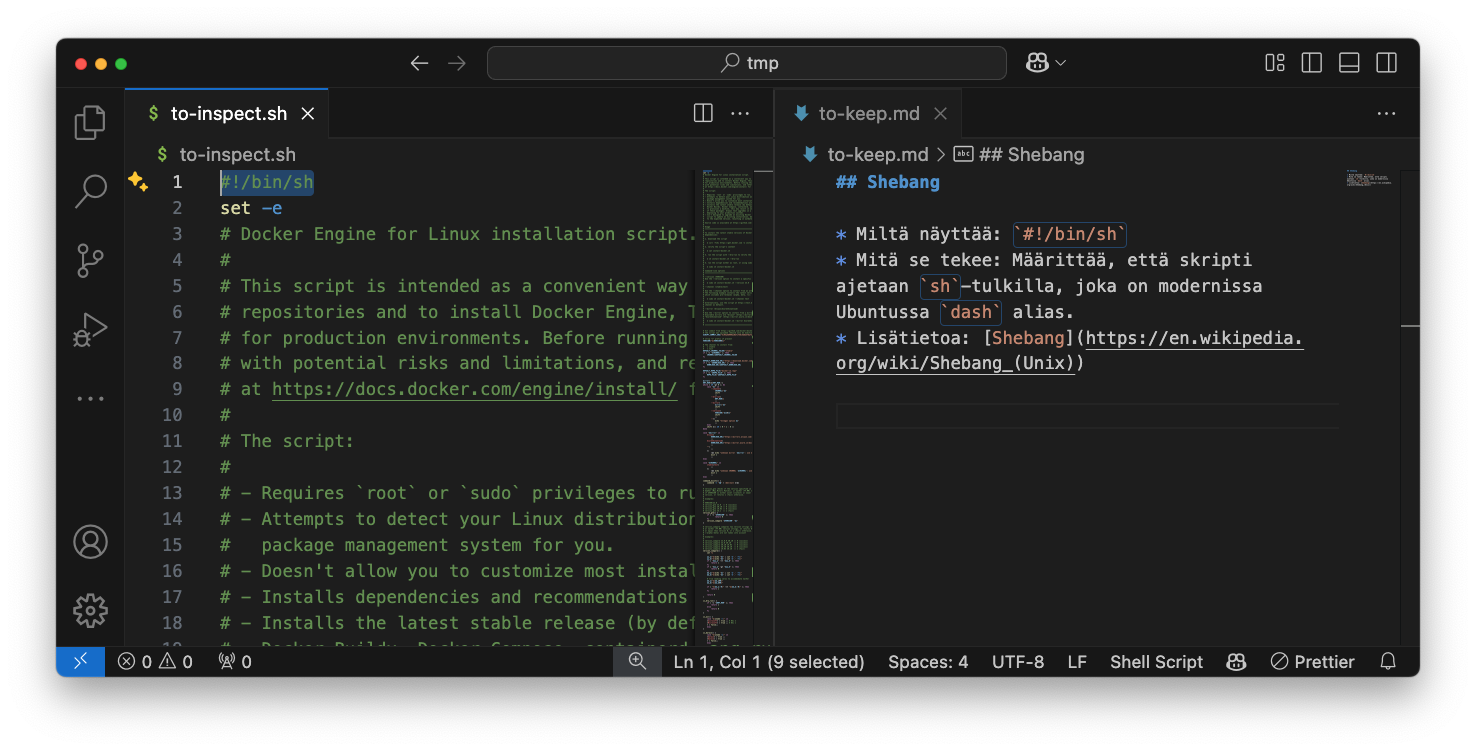 tmp
to-inspect.sh
to-keep.md
to-inspect.sh
to-keep.md > ## Shebang
1 #!/bin/sh
2 set -e
3 # Docker Engine for Linux installation script.
4 #
5 # This script is intended as a convenient way
6 # repositories and to install Docker Engine,
7 # for production environments. Before running
8 # with potential risks and limitations, and
9 # at https://docs.docker.com/engine/install/
10 #
11 # The script:
12 #
13 # - Requires `root` or `sudo` privileges to
14 # - Attempts to detect your Linux distribution
15 #   package management system for you.
16 # - Doesn't allow you to customize most
17 # - Installs dependencies and recommendations
18 # - Installs the latest stable release (by
## Shebang
* Miltä näyttää: `#!/bin/sh`
* Mitä se tekee: Määrittää, että skripti
ajetaan `sh`-tulkilla, joka on modernissa
Ubuntussa `dash` alias.
* Lisätietoa: [Shebang](https://en.wikipedia.
org/wiki/Shebang_(Unix))
0 0 0 Ln 1, Col 1 (9 selected) Spaces: 4 UTF-8 LF Shell Script Prettier